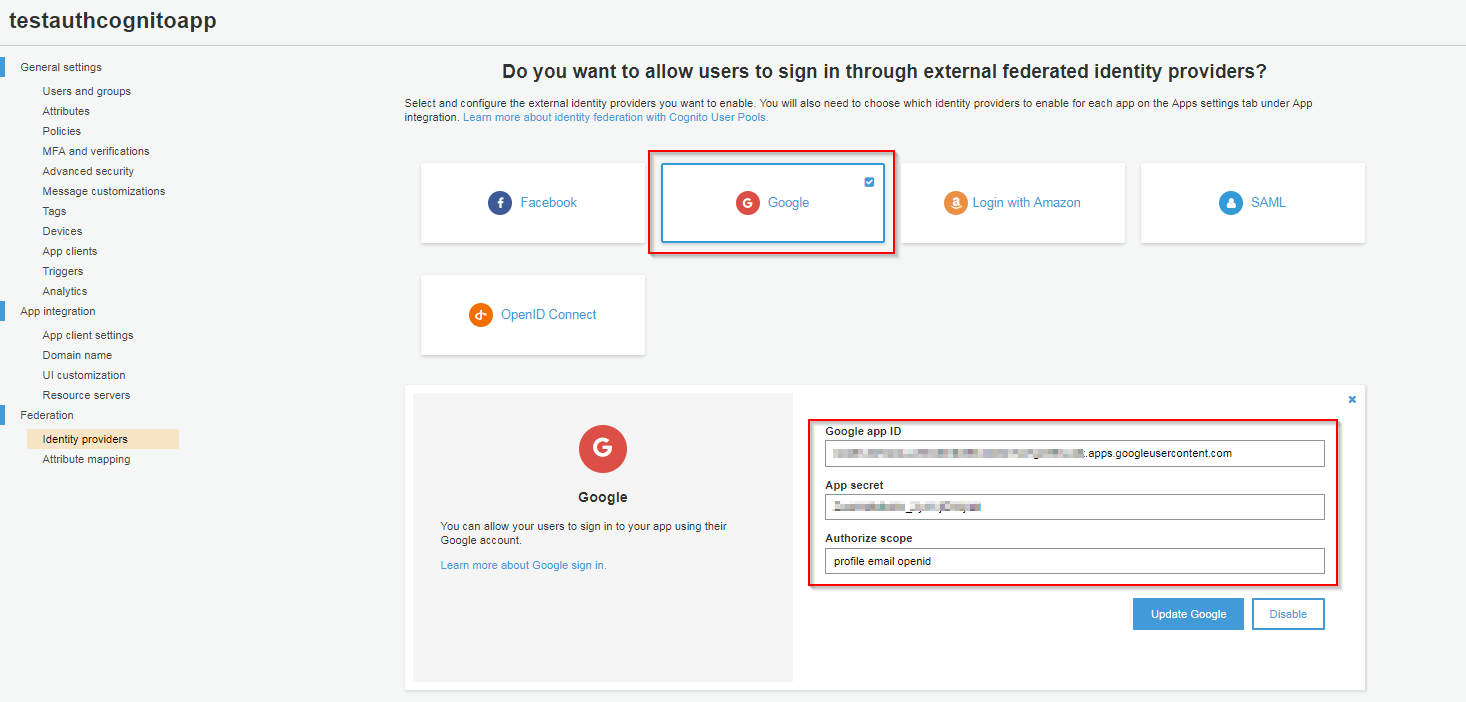 testauthcognitoapp
General settings
Users and groups
Attributes
Policies
MFA and verifications
Advanced security
Message customizations
Tags
Devices
App clients
Triggers
Analytics
App integration
App client settings
Domain name
UI customization
Resource servers
Federation
Identity providers
Attribute mapping
Do you want to allow users to sign in through external federated identity providers?
Select and configure the external identity providers you want to enable. You will also need to choose which identity providers to enable for each app on the Apps settings tab under App
integration. Learn more about identity federation with Cognito User Pools.
Facebook
Google
Login with Amazon
SAML
OpenID Connect
Google
You can allow your users to sign in to your app using their
Google account.
Learn more about Google sign in.
Google app ID
.apps.googleusercontent.com
App secret
Authorize scope
profile email openid
Update Google
Disable